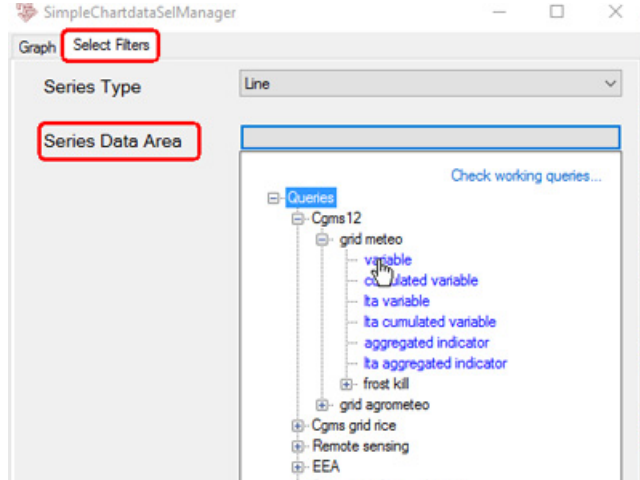 SimpleChartdataSelManager
Graph Select Filters
Series Type Line
Series Data Area
Check working queries...
Queries
Cgms12
grid meteo
variable
cumulated variable
lta variable
lta cumulated variable
aggregated indicator
lta aggregated indicator
frost kill
grid agrometeo
Cgms grid rice
Remote sensing
EEA